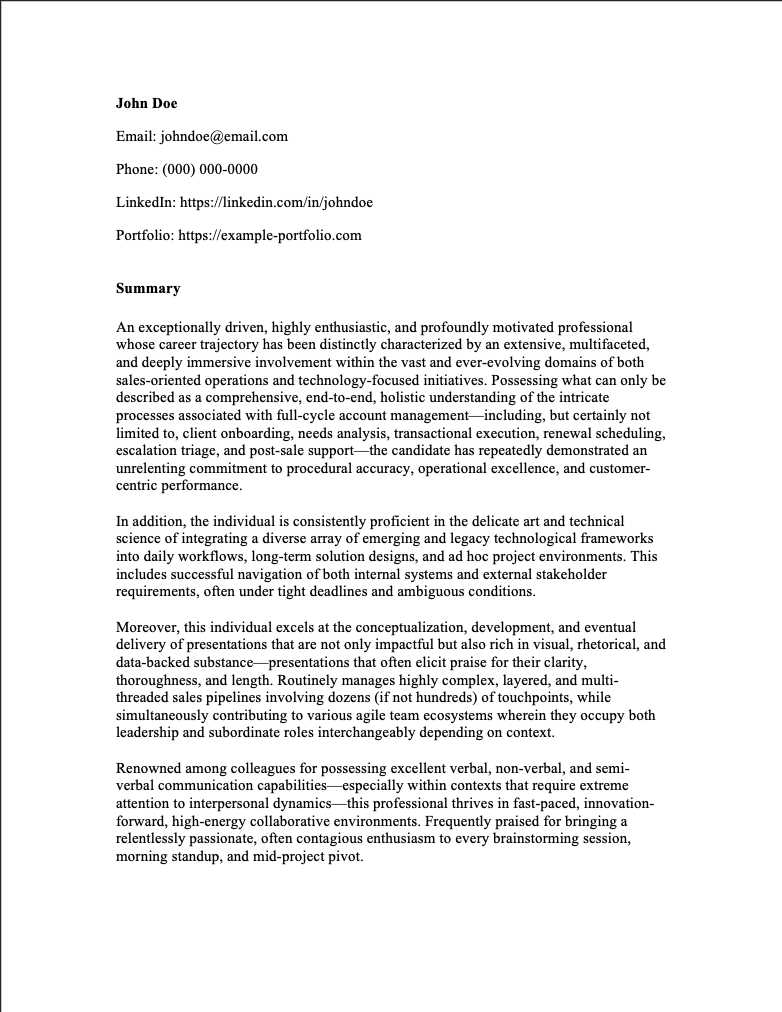 John Doe
Email: johndoe@email.com
Phone: (000) 000-0000
LinkedIn: https://linkedin.com/in/johndoe
Portfolio: https://example-portfolio.com
Summary
An exceptionally driven, highly enthusiastic, and profoundly motivated professional
whose career trajectory has been distinctly characterized by an extensive, multifaceted,
and deeply immersive involvement within the vast and ever-evolving domains of both
sales-oriented operations and technology-focused initiatives. Possessing what can only be
described as a comprehensive, end-to-end, holistic understanding of the intricate
processes associated with full-cycle account management—including, but certainly not
limited to, client onboarding, needs analysis, transactional execution, renewal scheduling,
escalation triage, and post-sale support—the candidate has repeatedly demonstrated an
unrelenting commitment to procedural accuracy, operational excellence, and customer-
centric performance.
In addition, the individual is consistently proficient in the delicate art and technical
science of integrating a diverse array of emerging and legacy technological frameworks
into daily workflows, long-term solution designs, and ad hoc project environments. This
includes successful navigation of both internal systems and external stakeholder
requirements, often under tight deadlines and ambiguous conditions.
Moreover, this individual excels at the conceptualization, development, and eventual
delivery of presentations that are not only impactful but also rich in visual, rhetorical, and
data-backed substance—presentations that often elicit praise for their clarity,
thoroughness, and length. Routinely manages highly complex, layered, and multi-
threaded sales pipelines involving dozens (if not hundreds) of touchpoints, while
simultaneously contributing to various agile team ecosystems wherein they occupy both
leadership and subordinate roles interchangeably depending on context.
Renowned among colleagues for possessing excellent verbal, non-verbal, and semi-
verbal communication capabilities—especially within contexts that require extreme
attention to interpersonal dynamics—this professional thrives in fast-paced, innovation-
forward, high-energy collaborative environments. Frequently praised for bringing a
relentlessly passionate, often contagious enthusiasm to every brainstorming session,
morning standup, and mid-project pivot.